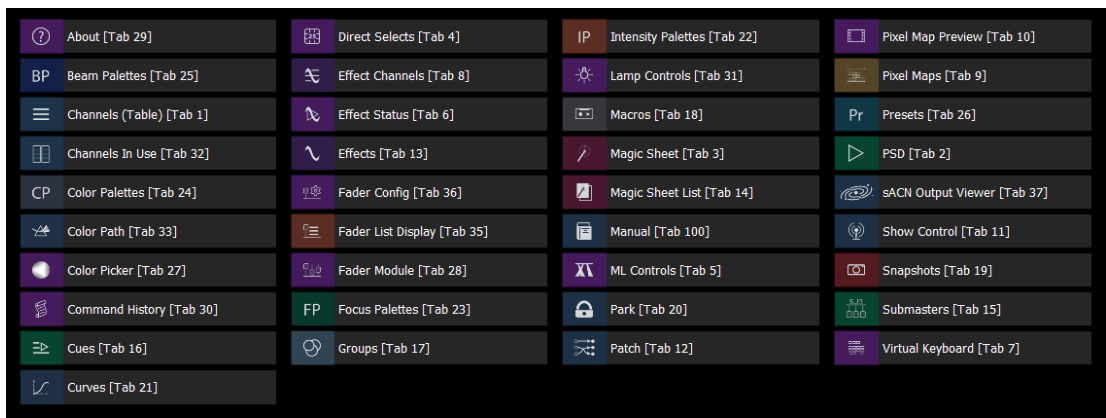 About [Tab 29]
BP Beam Palettes [Tab 25]
Channels (Table) [Tab 1]
Channels In Use [Tab 32]
CP Color Palettes [Tab 24]
Color Path [Tab 33]
Color Picker [Tab 27]
Command History [Tab 30]
Cues [Tab 16]
Curves [Tab 21]
Direct Selects [Tab 4]
Effect Channels [Tab 8]
Effect Status [Tab 6]
Effects [Tab 13]
Fader Config [Tab 36]
Fader List Display [Tab 35]
Fader Module [Tab 28]
FP Focus Palettes [Tab 23]
Groups [Tab 17]
IP Intensity Palettes [Tab 22]
Lamp Controls [Tab 31]
Macros [Tab 18]
Magic Sheet [Tab 3]
Magic Sheet List [Tab 14]
Manual [Tab 100]
ML Controls [Tab 5]
Park [Tab 20]
Patch [Tab 12]
Pixel Map Preview [Tab 10]
Pixel Maps [Tab 9]
Pr Presets [Tab 26]
PSD [Tab 2]
sACN Output Viewer [Tab 37]
Show Control [Tab 11]
Snapshots [Tab 19]
Submasters [Tab 15]
Virtual Keyboard [Tab 7]